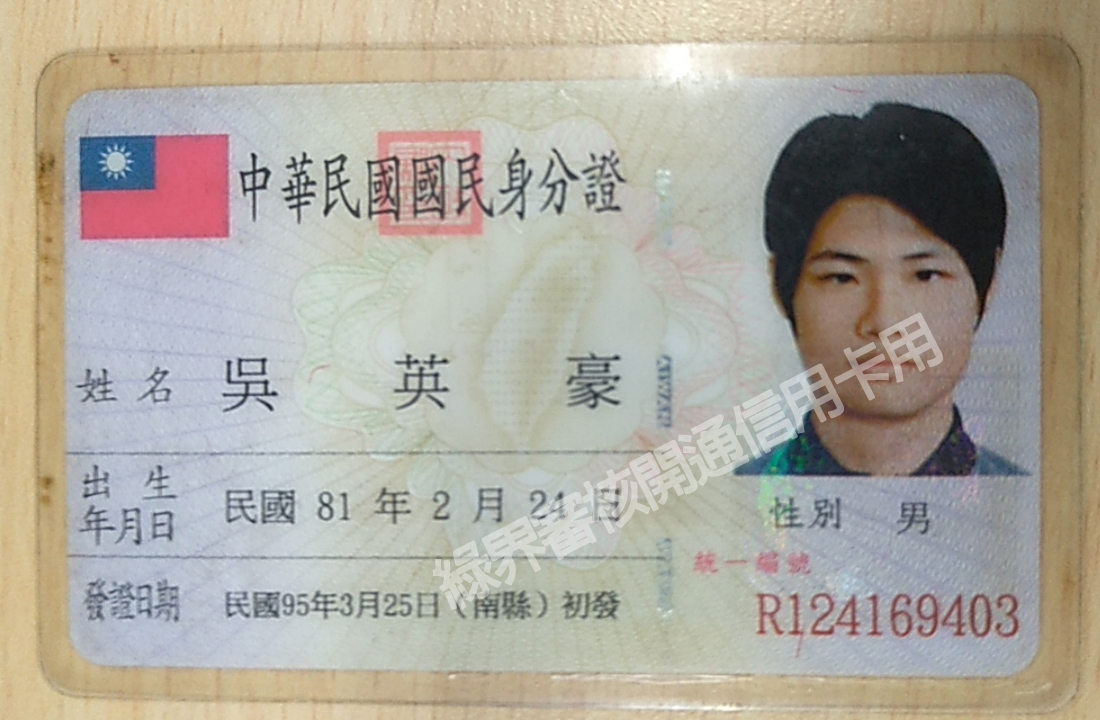 中華民國國民身分證
姓名 吳英豪
出生年月日 民國 81 年 2 月 24 日
性別 男
發證日期 民國95年3月25日（南縣）初發
統一編號
R124169403
綠界審核開通信用卡用